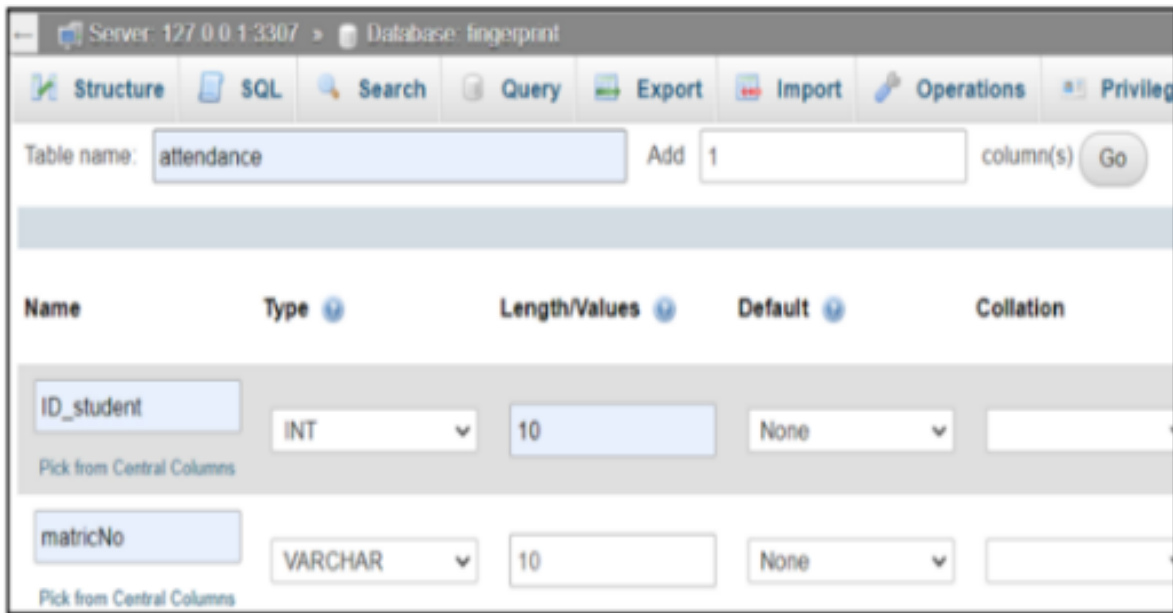 Server: 127.0.0.1:3307 » Database: fingerprint
Structure SQL Search Query Export Import Operations Privileg
Table name: attendance Add 1 column(s) Go
Name Type Length/Values Default Collation
ID_student INT 10 None
Pick from Central Columns
matricNo VARCHAR 10 None
Pick from Central Columns